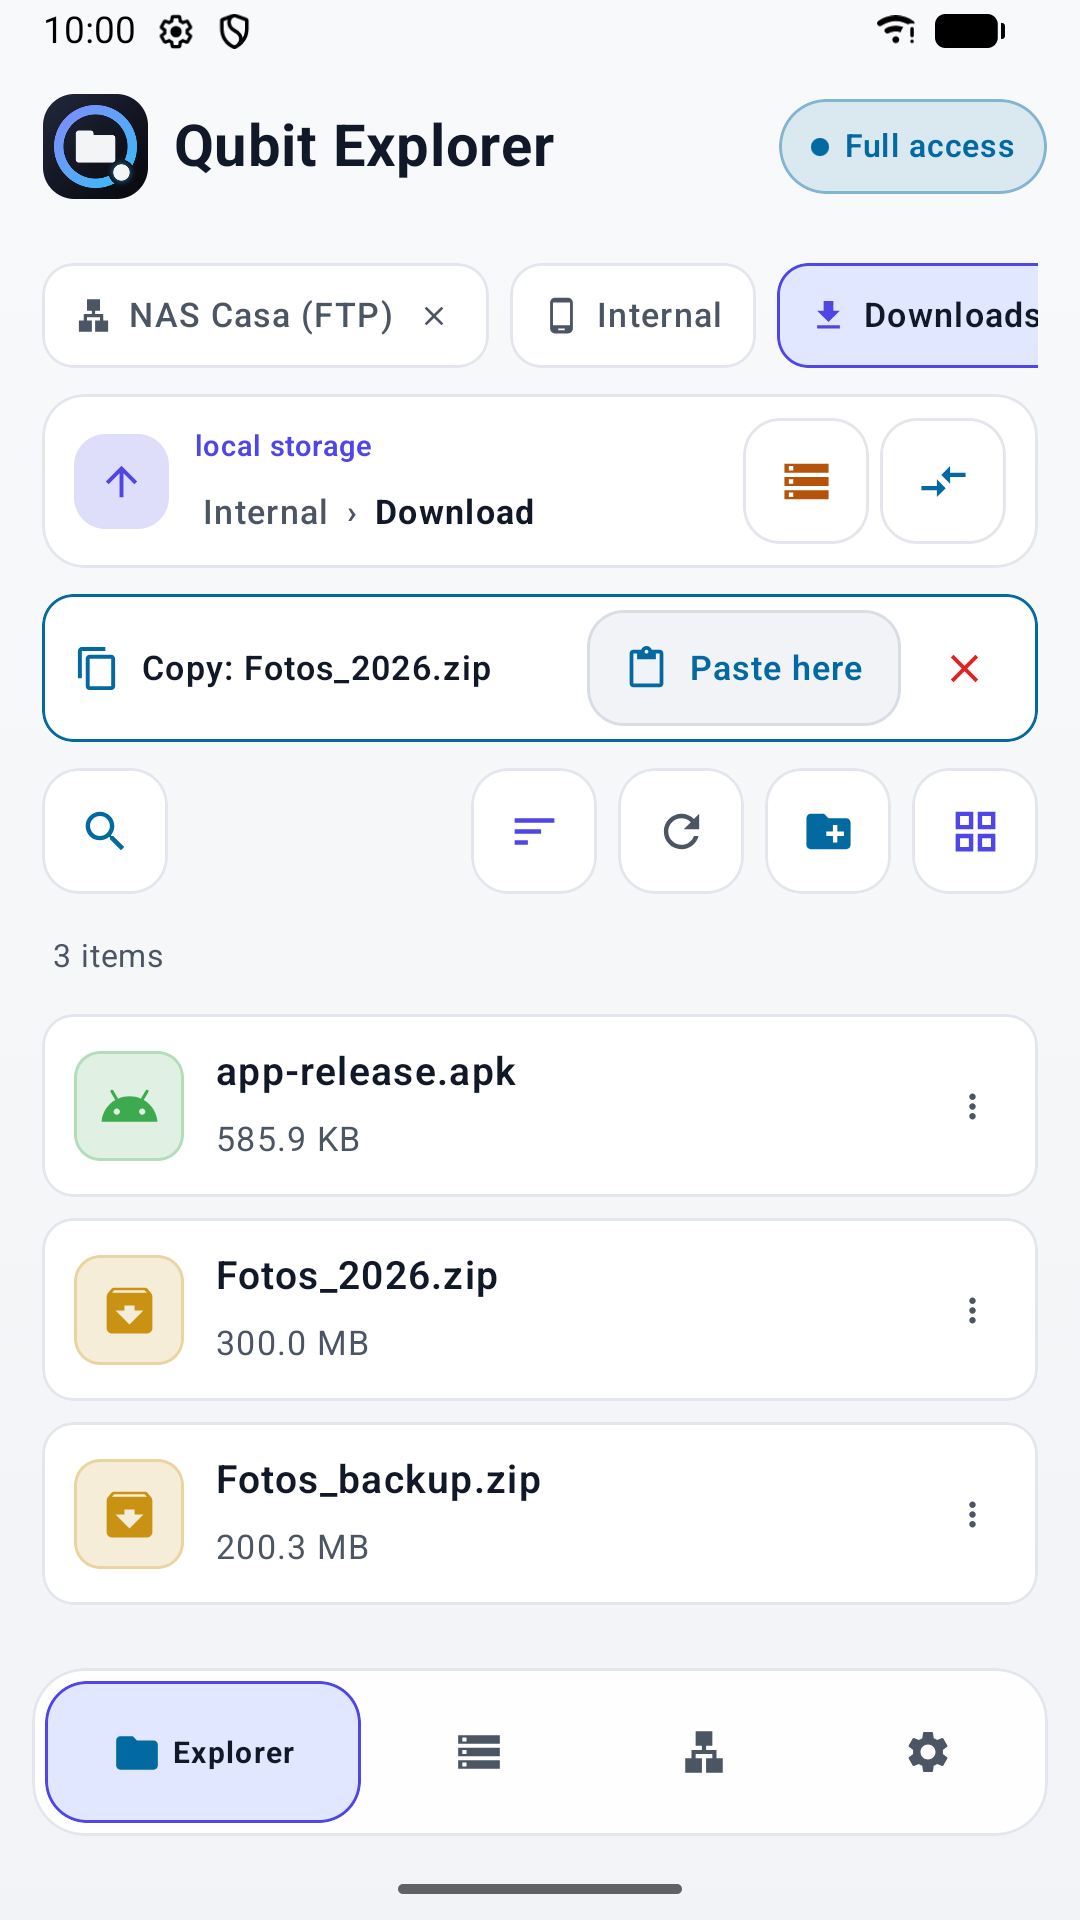 10:00
Qubit Explorer
Full access
NAS Casa (FTP)
Internal
Downloads
local storage
Internal › Download
Copy: Fotos_2026.zip
Paste here
3 items
app-release.apk
585.9 KB
Fotos_2026.zip
300.0 MB
Fotos_backup.zip
200.3 MB
Explorer